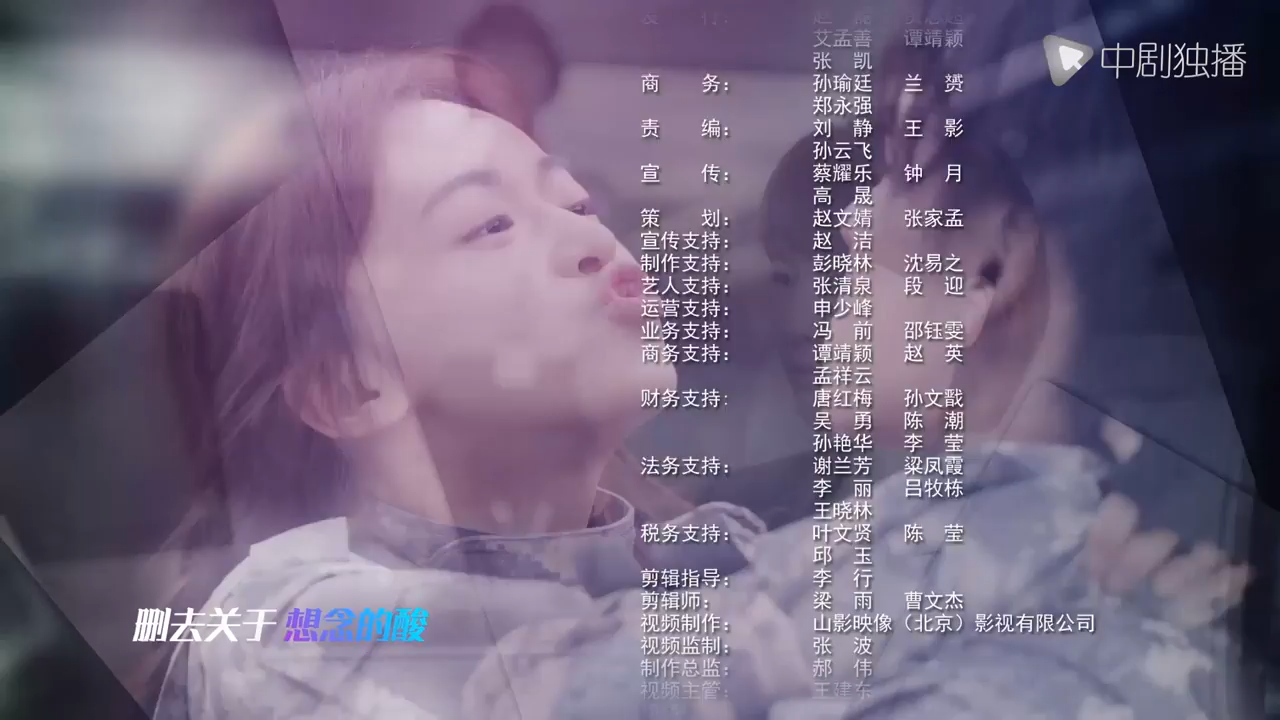 中剧独播
发　　行：
艾孟善　谭靖颖
张　凯
商　　务：　孙瑜廷　兰　赟
郑永强
责　　编：　刘　静　王　影
孙云飞
宣　　传：　蔡耀乐　钟　月
高　晟
策　　划：　赵文婧　张家孟
宣传支持：　赵　洁
制作支持：　彭晓林　沈易之
艺人支持：　张清泉　段　迎
运营支持：　申少峰
业务支持：　冯　前　邵钰雯
商务支持：　谭靖颖　赵　英
孟祥云
财务支持：　唐红梅　孙文戬
吴　勇　陈　潮
孙艳华　李　莹
法务支持：　谢兰芳　梁凤霞
李　丽　吕牧栋
王晓林
税务支持：　叶文贤　陈　莹
邱　玉
剪辑指导：　李　行
剪辑师：　梁　雨　曹文杰
视频制作：　山影映像（北京）影视有限公司
视频监制：　张　波
制作总监：　郝　伟
视频主管：　王建东
删去关于 想念的酸